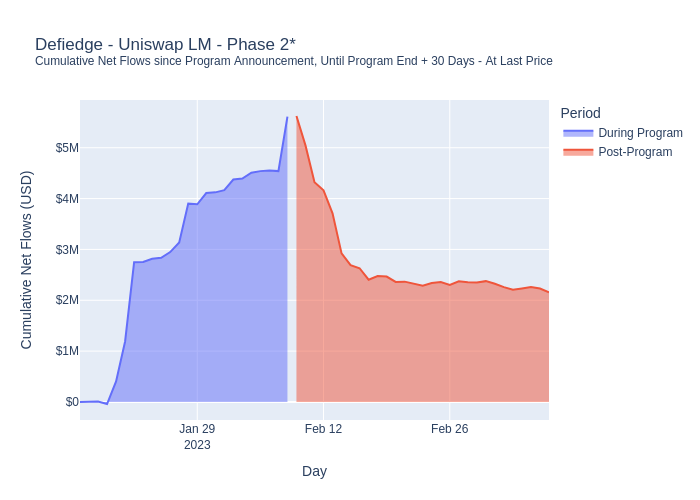 Defiedge - Uniswap LM - Phase 2*
Cumulative Net Flows since Program Announcement, Until Program End + 30 Days - At Last Price
Period
During Program
Post-Program
Cumulative Net Flows (USD)
$5M
$4M
$3M
$2M
$1M
$0
Jan 29
2023
Feb 12
Feb 26
Day